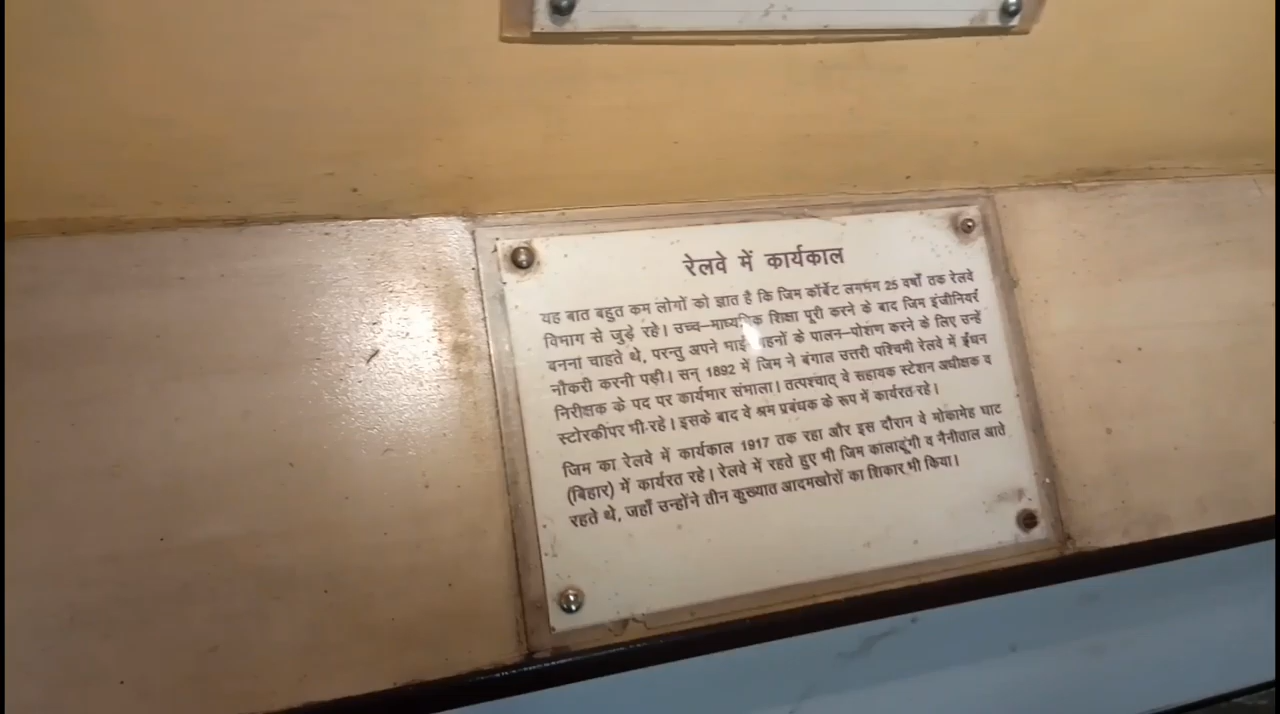 रेलवे में कार्यकाल
यह बात बहुत कम लोगों को ज्ञात है कि जिम कॉर्बेट लगभग 25 वर्षों तक रेलवे
विभाग से जुड़े रहे। उच्च–माध्यमिक शिक्षा पूरी करने के बाद जिम इंजीनियर
बनना चाहते थे, परन्तु अपने भाई के पालन–पोशण करने के लिए उन्हें
नौकरी करनी पड़ी। सन् 1892 में जिम ने बंगाल उत्तरी पश्चिमी रेलवे में ईंधन
निरीक्षक के पद पर कार्यभार संभाला। तत्पश्चात् वे सहायक स्टेशन अधीक्षक व
स्टोरकीपर भी रहे। इसके बाद वे श्रम प्रबंधक के रूप में कार्यरत रहे।
जिम का रेलवे में कार्यकाल 1917 तक रहा और इस दौरान वे मोकामेह घाट
(बिहार) में कार्यरत रहे। रेलवे में रहते हुए भी जिम कालाढूंगी व नैनीताल आते
रहते थे, जहाँ उन्होंने तीन कुख्यात आदमखोरों का शिकार भी किया।